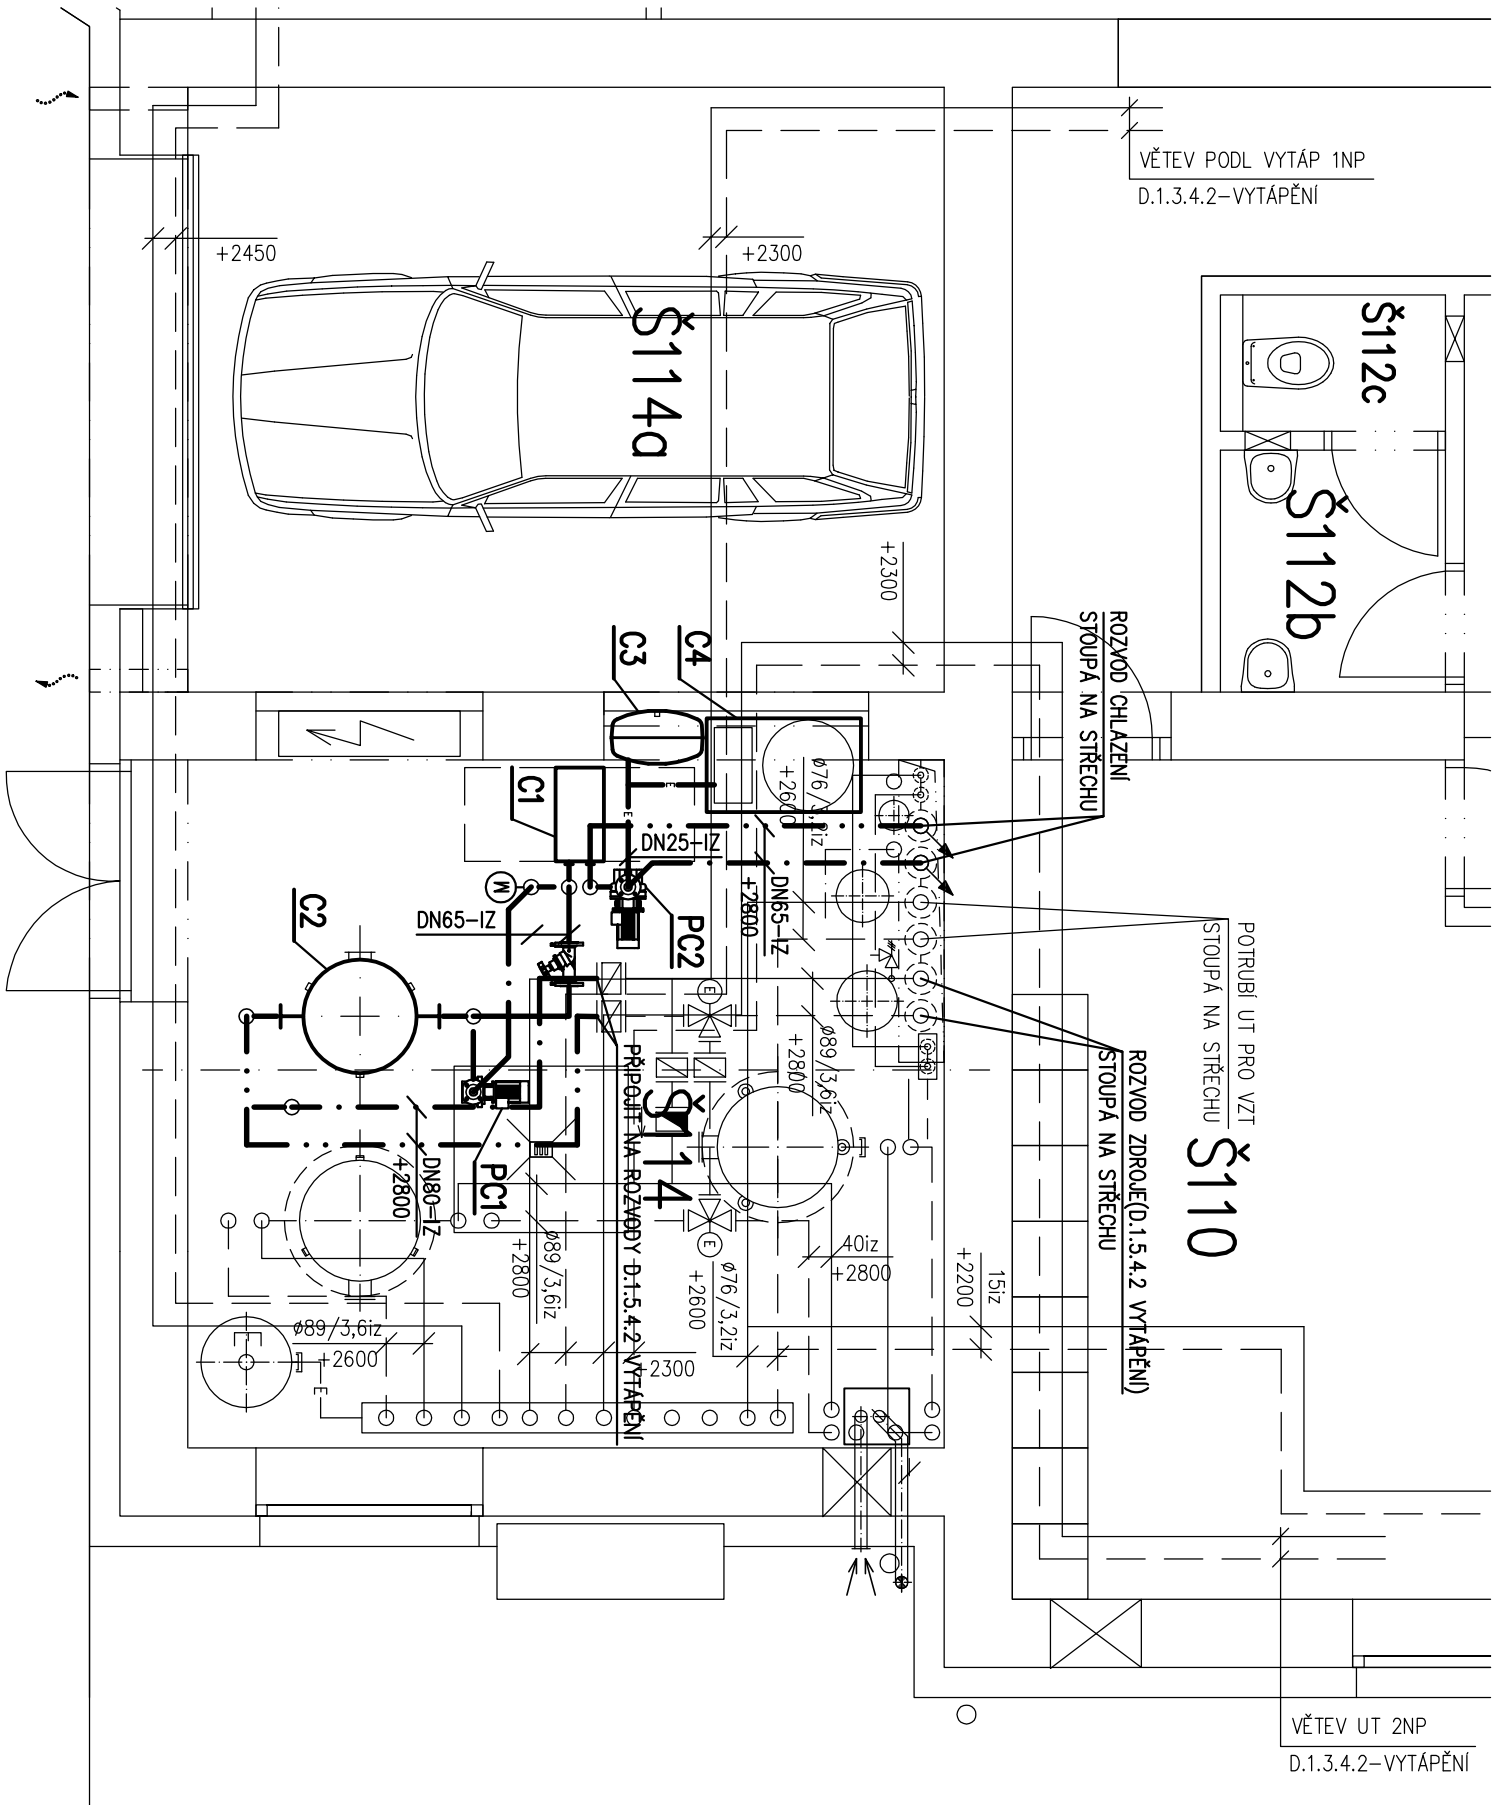 VĚTEV PODL VYTÁP 1NP
D.1.3.4.2-VYTÁPĚNÍ
+2450
+2300
Š114a
Š112c
Š112b
+2300
ROZVOD CHLAZENÍ
STOUPÁ NA STŘECHU
C3
C4
C1
ø76/3,2iz
+2600
E
E
DN25-IZ
M
DN65-IZ
+2800
C2
DN65-IZ
PC2
POTRUBÍ UT PRO VZT
STOUPÁ NA STŘECHU
E
ø89/3,6iz
+2800
ROZVOD ZDROJE(D.1.5.4.2 VYTÁPĚNÍ)
STOUPÁ NA STŘECHU
PŘIPOJIT NA ROZVODY D.1.5.4.2 VYTÁPĚNÍ
Š114
Š110
DN80-IZ
+2800
PC1
E
ø89/3,6iz
+2800
40iz
+2800
15iz
+2200
ø76/3,2iz
+2600
ø89/3,6iz
+2600
+2300
E
VĚTEV UT 2NP
D.1.3.4.2-VYTÁPĚNÍ